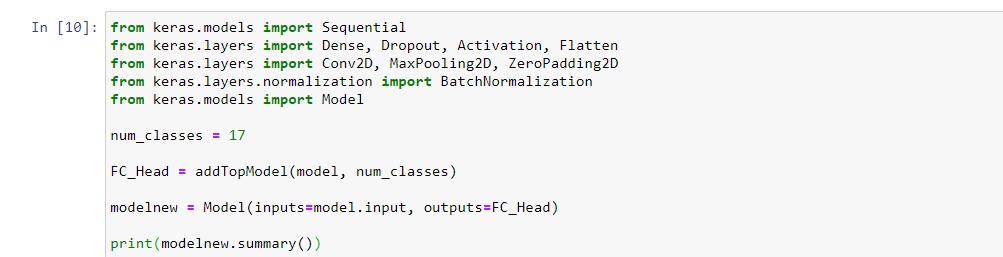 In [10]: from keras.models import Sequential
from keras.layers import Dense, Dropout, Activation, Flatten
from keras.layers import Conv2D, MaxPooling2D, ZeroPadding2D
from keras.layers.normalization import BatchNormalization
from keras.models import Model
num_classes = 17
FC_Head = addTopModel(model, num_classes)
modelnew = Model(inputs=model.input, outputs=FC_Head)
print(modelnew.summary())